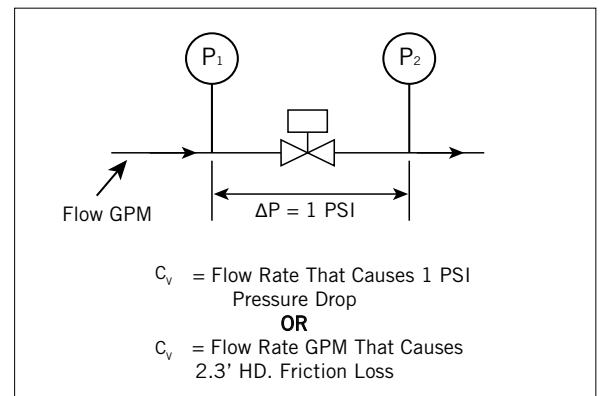 P₁ P₂
Flow GPM
ΔP = 1 PSI
Cᵥ = Flow Rate That Causes 1 PSI
Pressure Drop
OR
Cᵥ = Flow Rate GPM That Causes
2.3' HD. Friction Loss